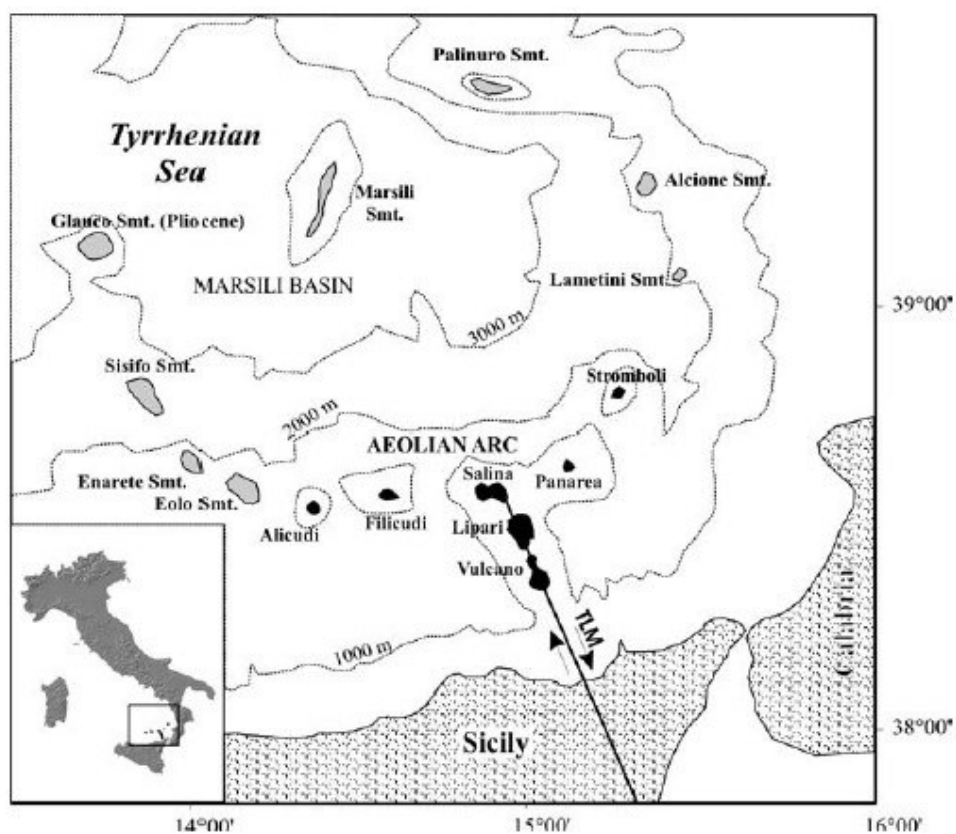 Palinuro Smt.
Tyrrhenian
Sea
Marsili
Smt.
Alcione Smt.
Glauco Smt. (Pliocene)
MARSILI BASIN
Lametini Smt.
39°00'
3000 m
Sisifo Smt.
Stromboli
2000 m
AEOLIAN ARC
Enarete Smt.
Eolo Smt.
Salina
Panarea
Alicudi
Filicudi
Lipari
Vulcano
TLM
1000 m
Calabria
Sicily
38°00'
14°00'
15°00'
16°00'